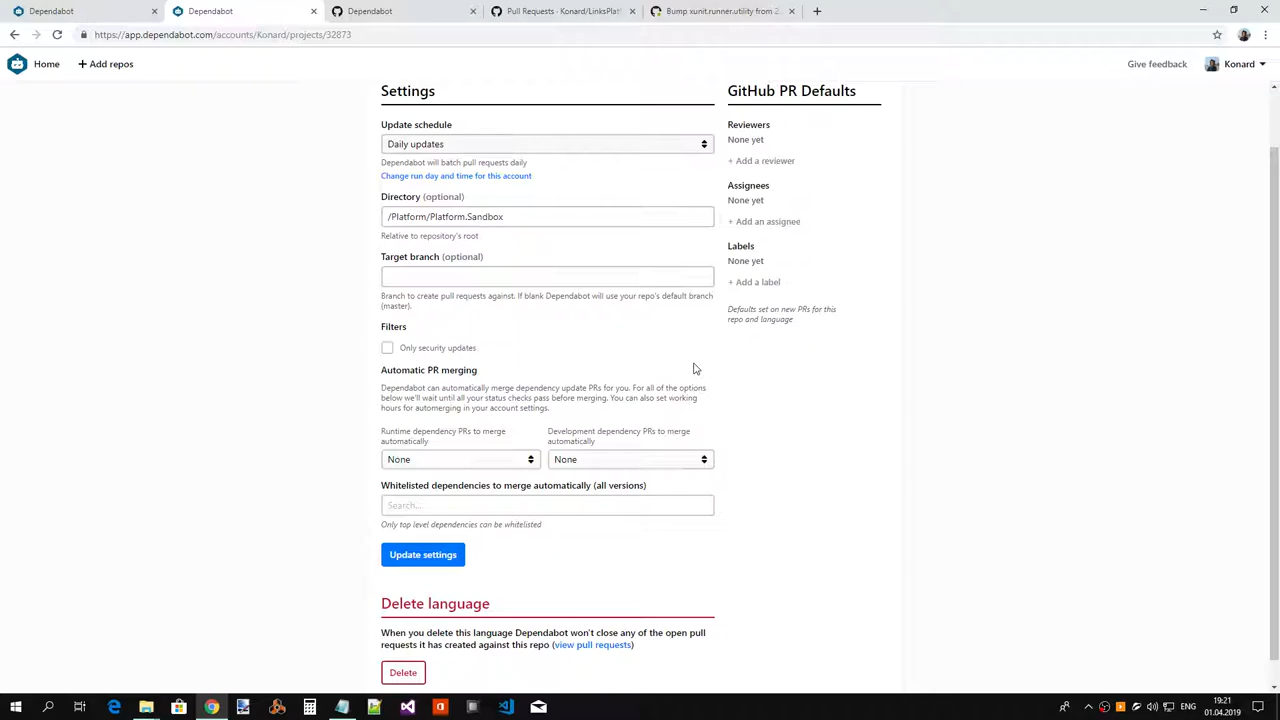 Dependabot
Dependabot
Dependabot
Pull Requests · Konard/LinksPlat
Bump xunit.runner.utility from 2.
https://app.dependabot.com/accounts/Konard/projects/32873
Home
+ Add repos
Give feedback
Konard
Settings
Update schedule
Daily updates
Dependabot will batch pull requests daily
Change run day and time for this account
Directory (optional)
/Platform/Platform.Sandbox
Relative to repository's root
Target branch (optional)
Branch to create pull requests against. If blank Dependabot will use your repo's default branch
(master).
Filters
Only security updates
Automatic PR merging
Dependabot can automatically merge dependency update PRs for you. For all of the options
below we'll wait until all your status checks pass before merging. You can also set working
hours for automerging in your account settings.
Runtime dependency PRs to merge
automatically
None
Development dependency PRs to merge
automatically
None
Whitelisted dependencies to merge automatically (all versions)
Search...
Only top level dependencies can be whitelisted
Update settings
Delete language
When you delete this language Dependabot won't close any of the open pull
requests it has created against this repo (view pull requests)
Delete
GitHub PR Defaults
Reviewers
None yet
+ Add a reviewer
Assignees
None yet
+ Add an assignee
Labels
None yet
+ Add a label
Defaults set on new PRs for this
repo and language
ENG
19:21
01.04.2019